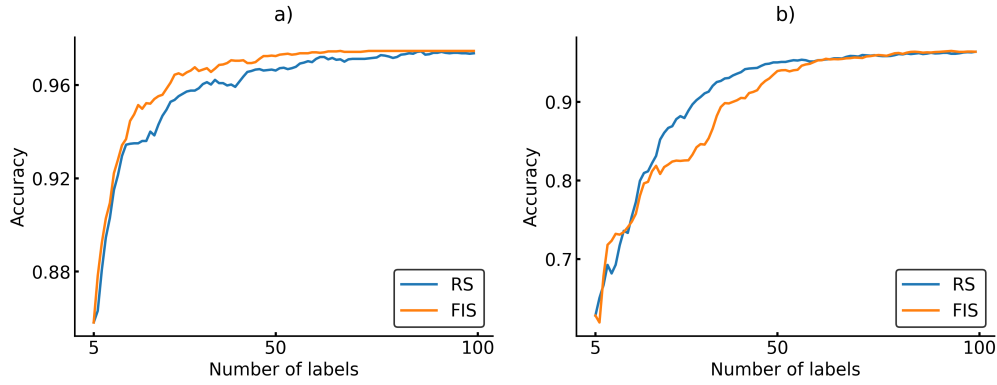 a)
Accuracy
0.96
0.92
0.88
RS
FIS
5
50
100
Number of labels
b)
Accuracy
0.9
0.8
0.7
RS
FIS
5
50
100
Number of labels